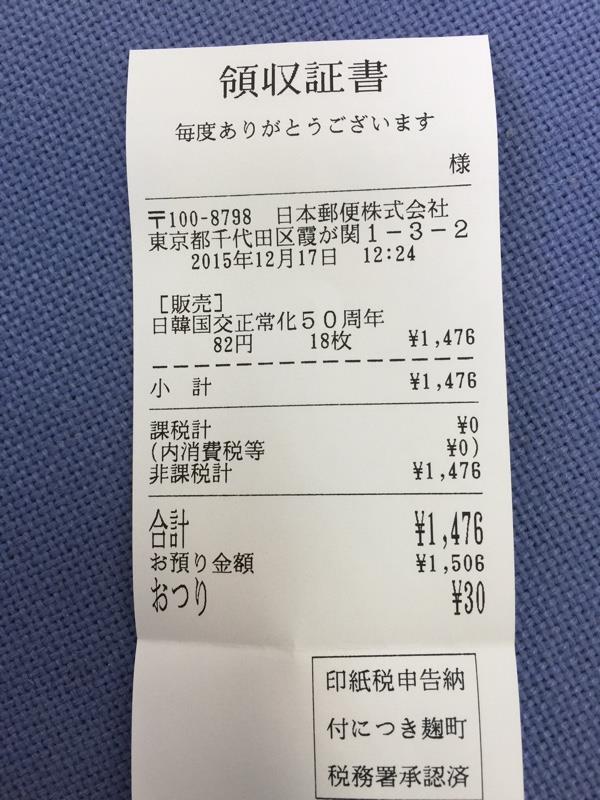 領収証書
毎度ありがとうございます
様
〒100-8798 日本郵便株式会社
東京都千代田区霞が関１－３－２
2015年12月17日 12:24
［販売］
日韓国交正常化５０周年
82円 18枚 ¥1,476
小 計 ¥1,476
課税計 ¥0
(内消費税等 ¥0)
非課税計 ¥1,476
合計 ¥1,476
お預り金額 ¥1,506
おつり ¥30
印紙税申告納
付につき麹町
税務署承認済